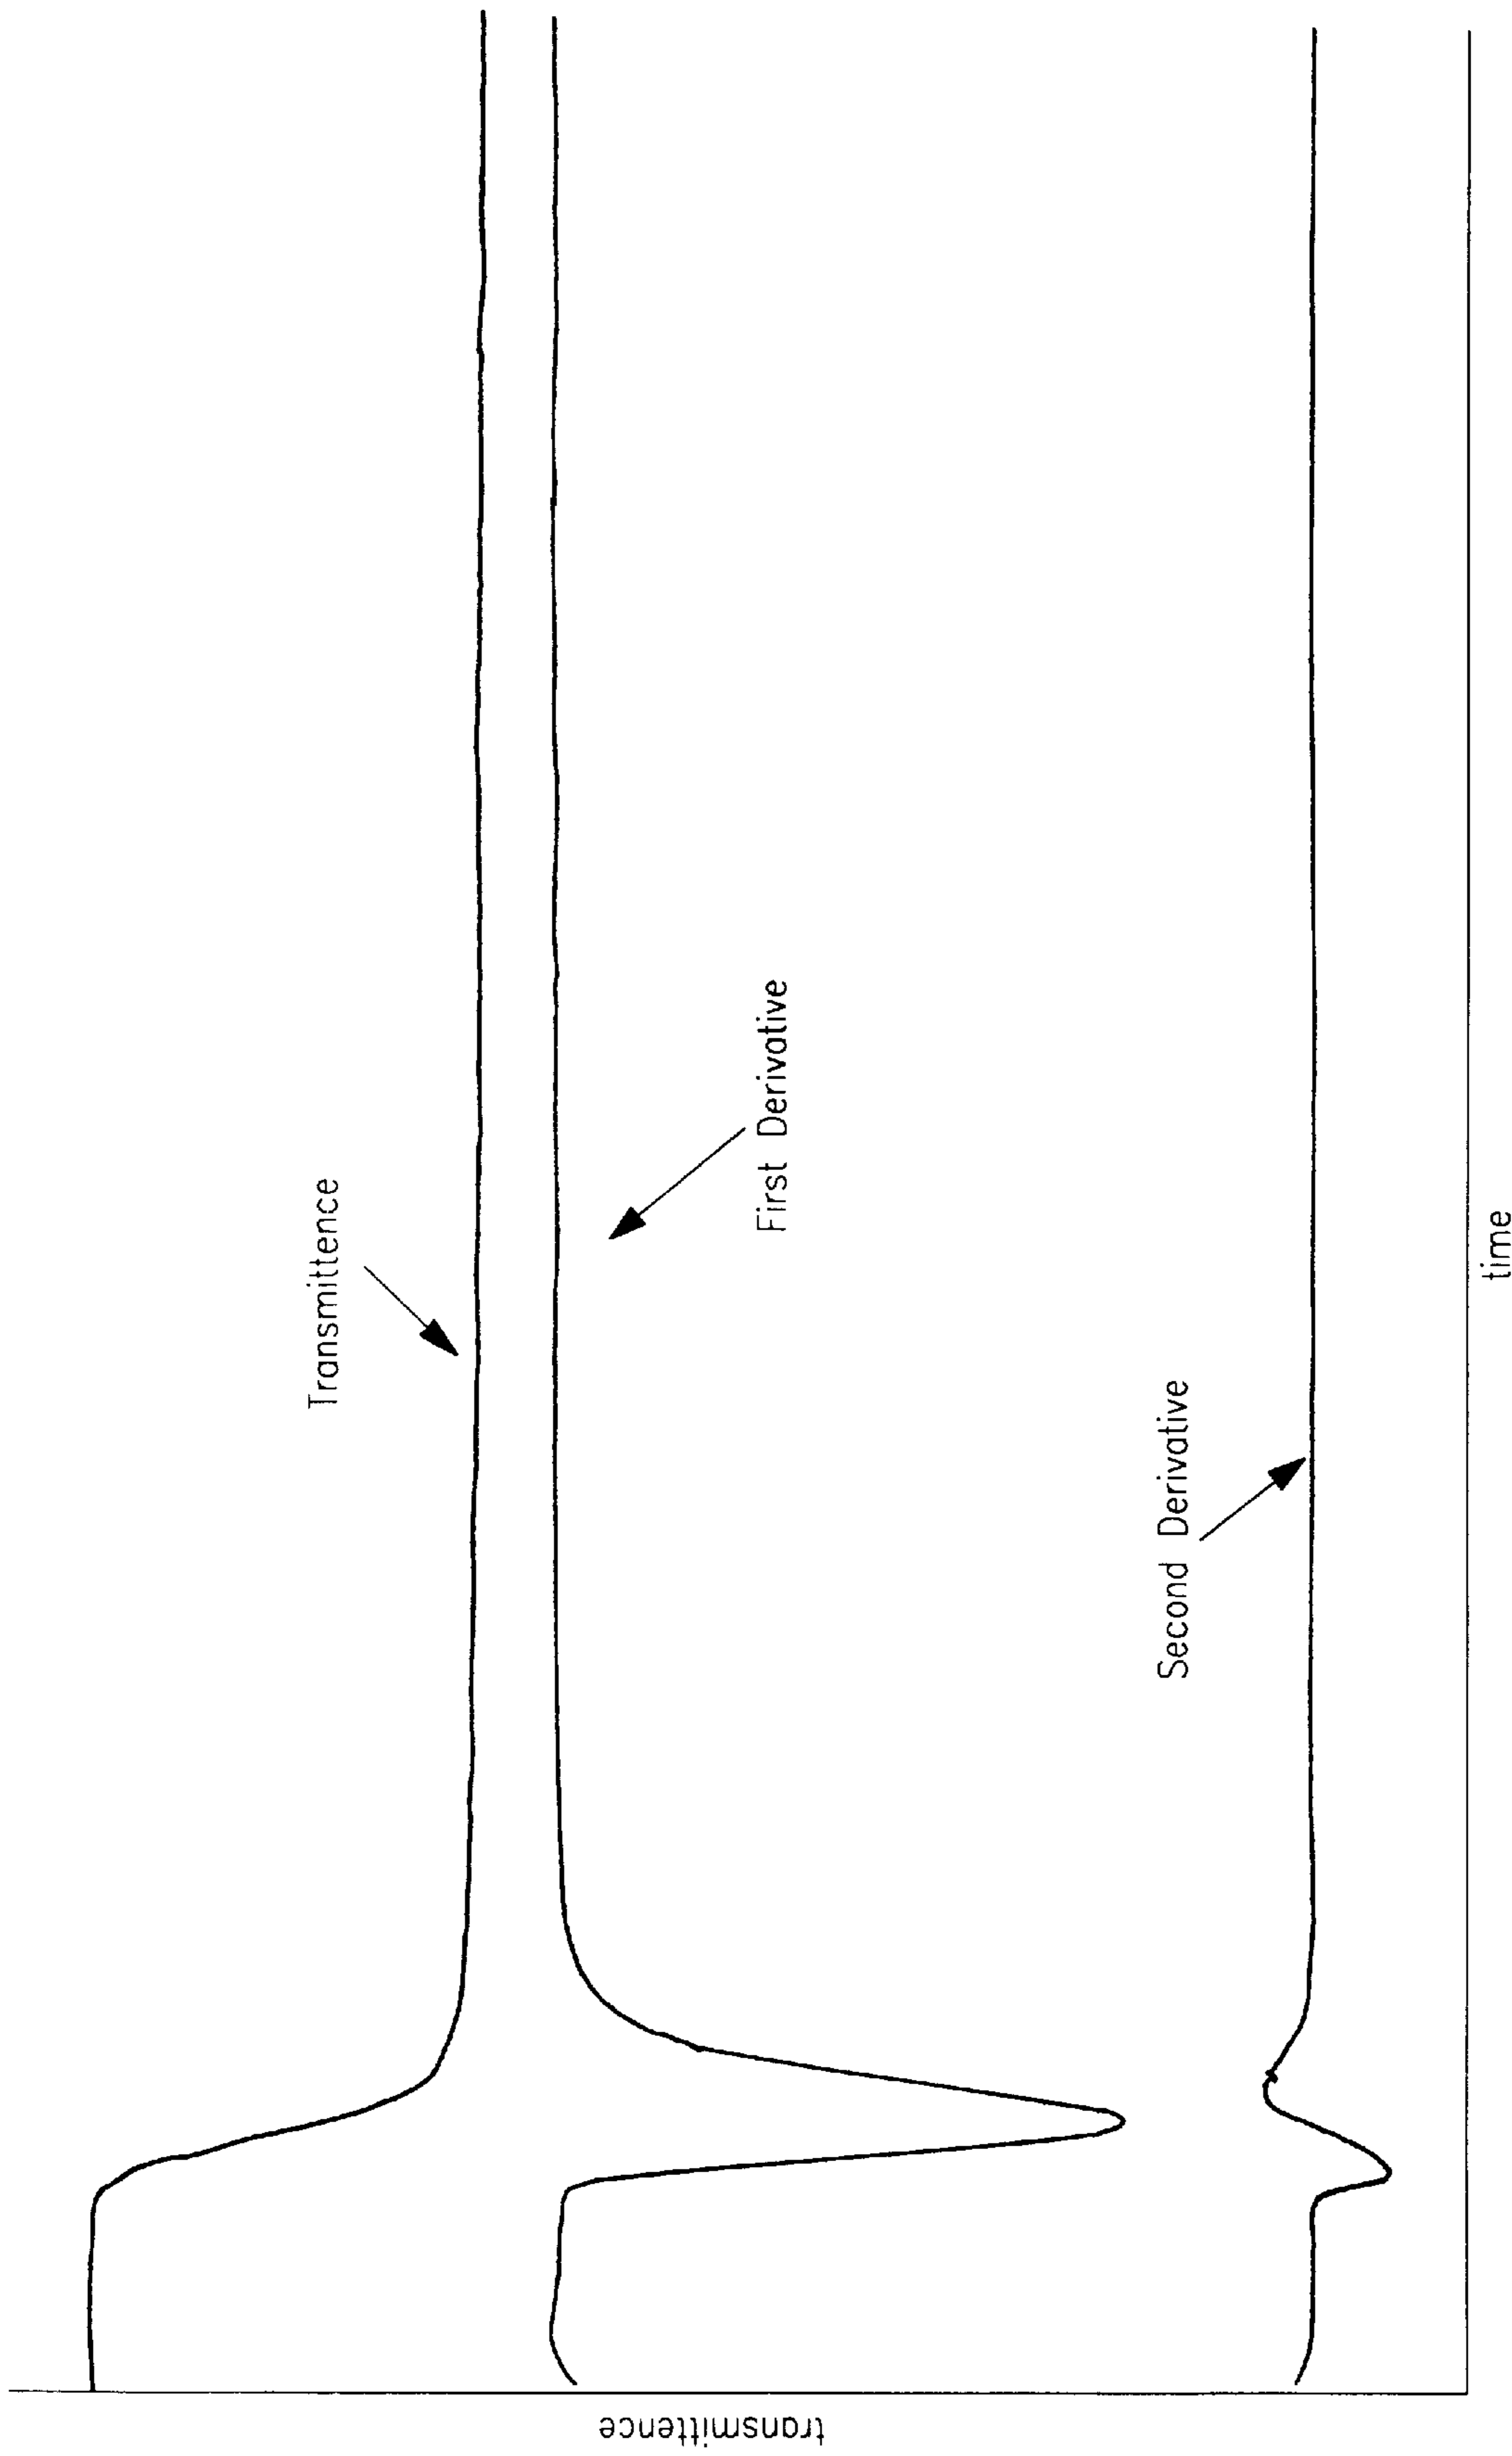 Transmittence
First Derivative
Second Derivative
time
transmittence